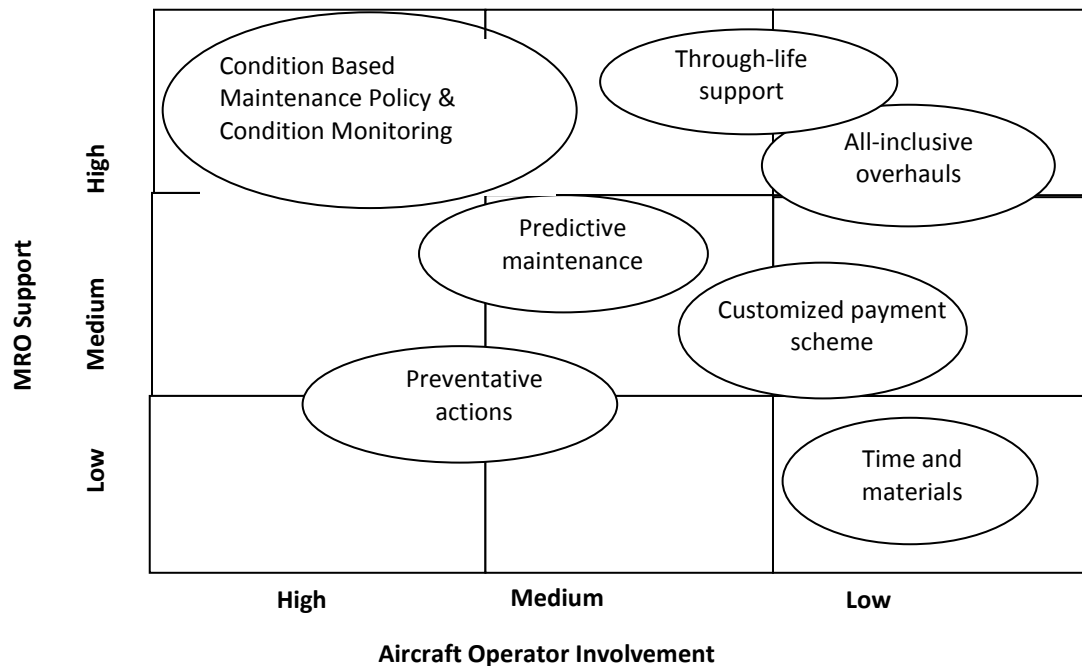 Condition Based
Maintenance Policy &
Condition Monitoring
Through-life
support
All-inclusive
overhauls
Predictive
maintenance
Customized payment
scheme
Preventative
actions
Time and
materials
MRO Support
High
Medium
Low
High
Medium
Low
Aircraft Operator Involvement